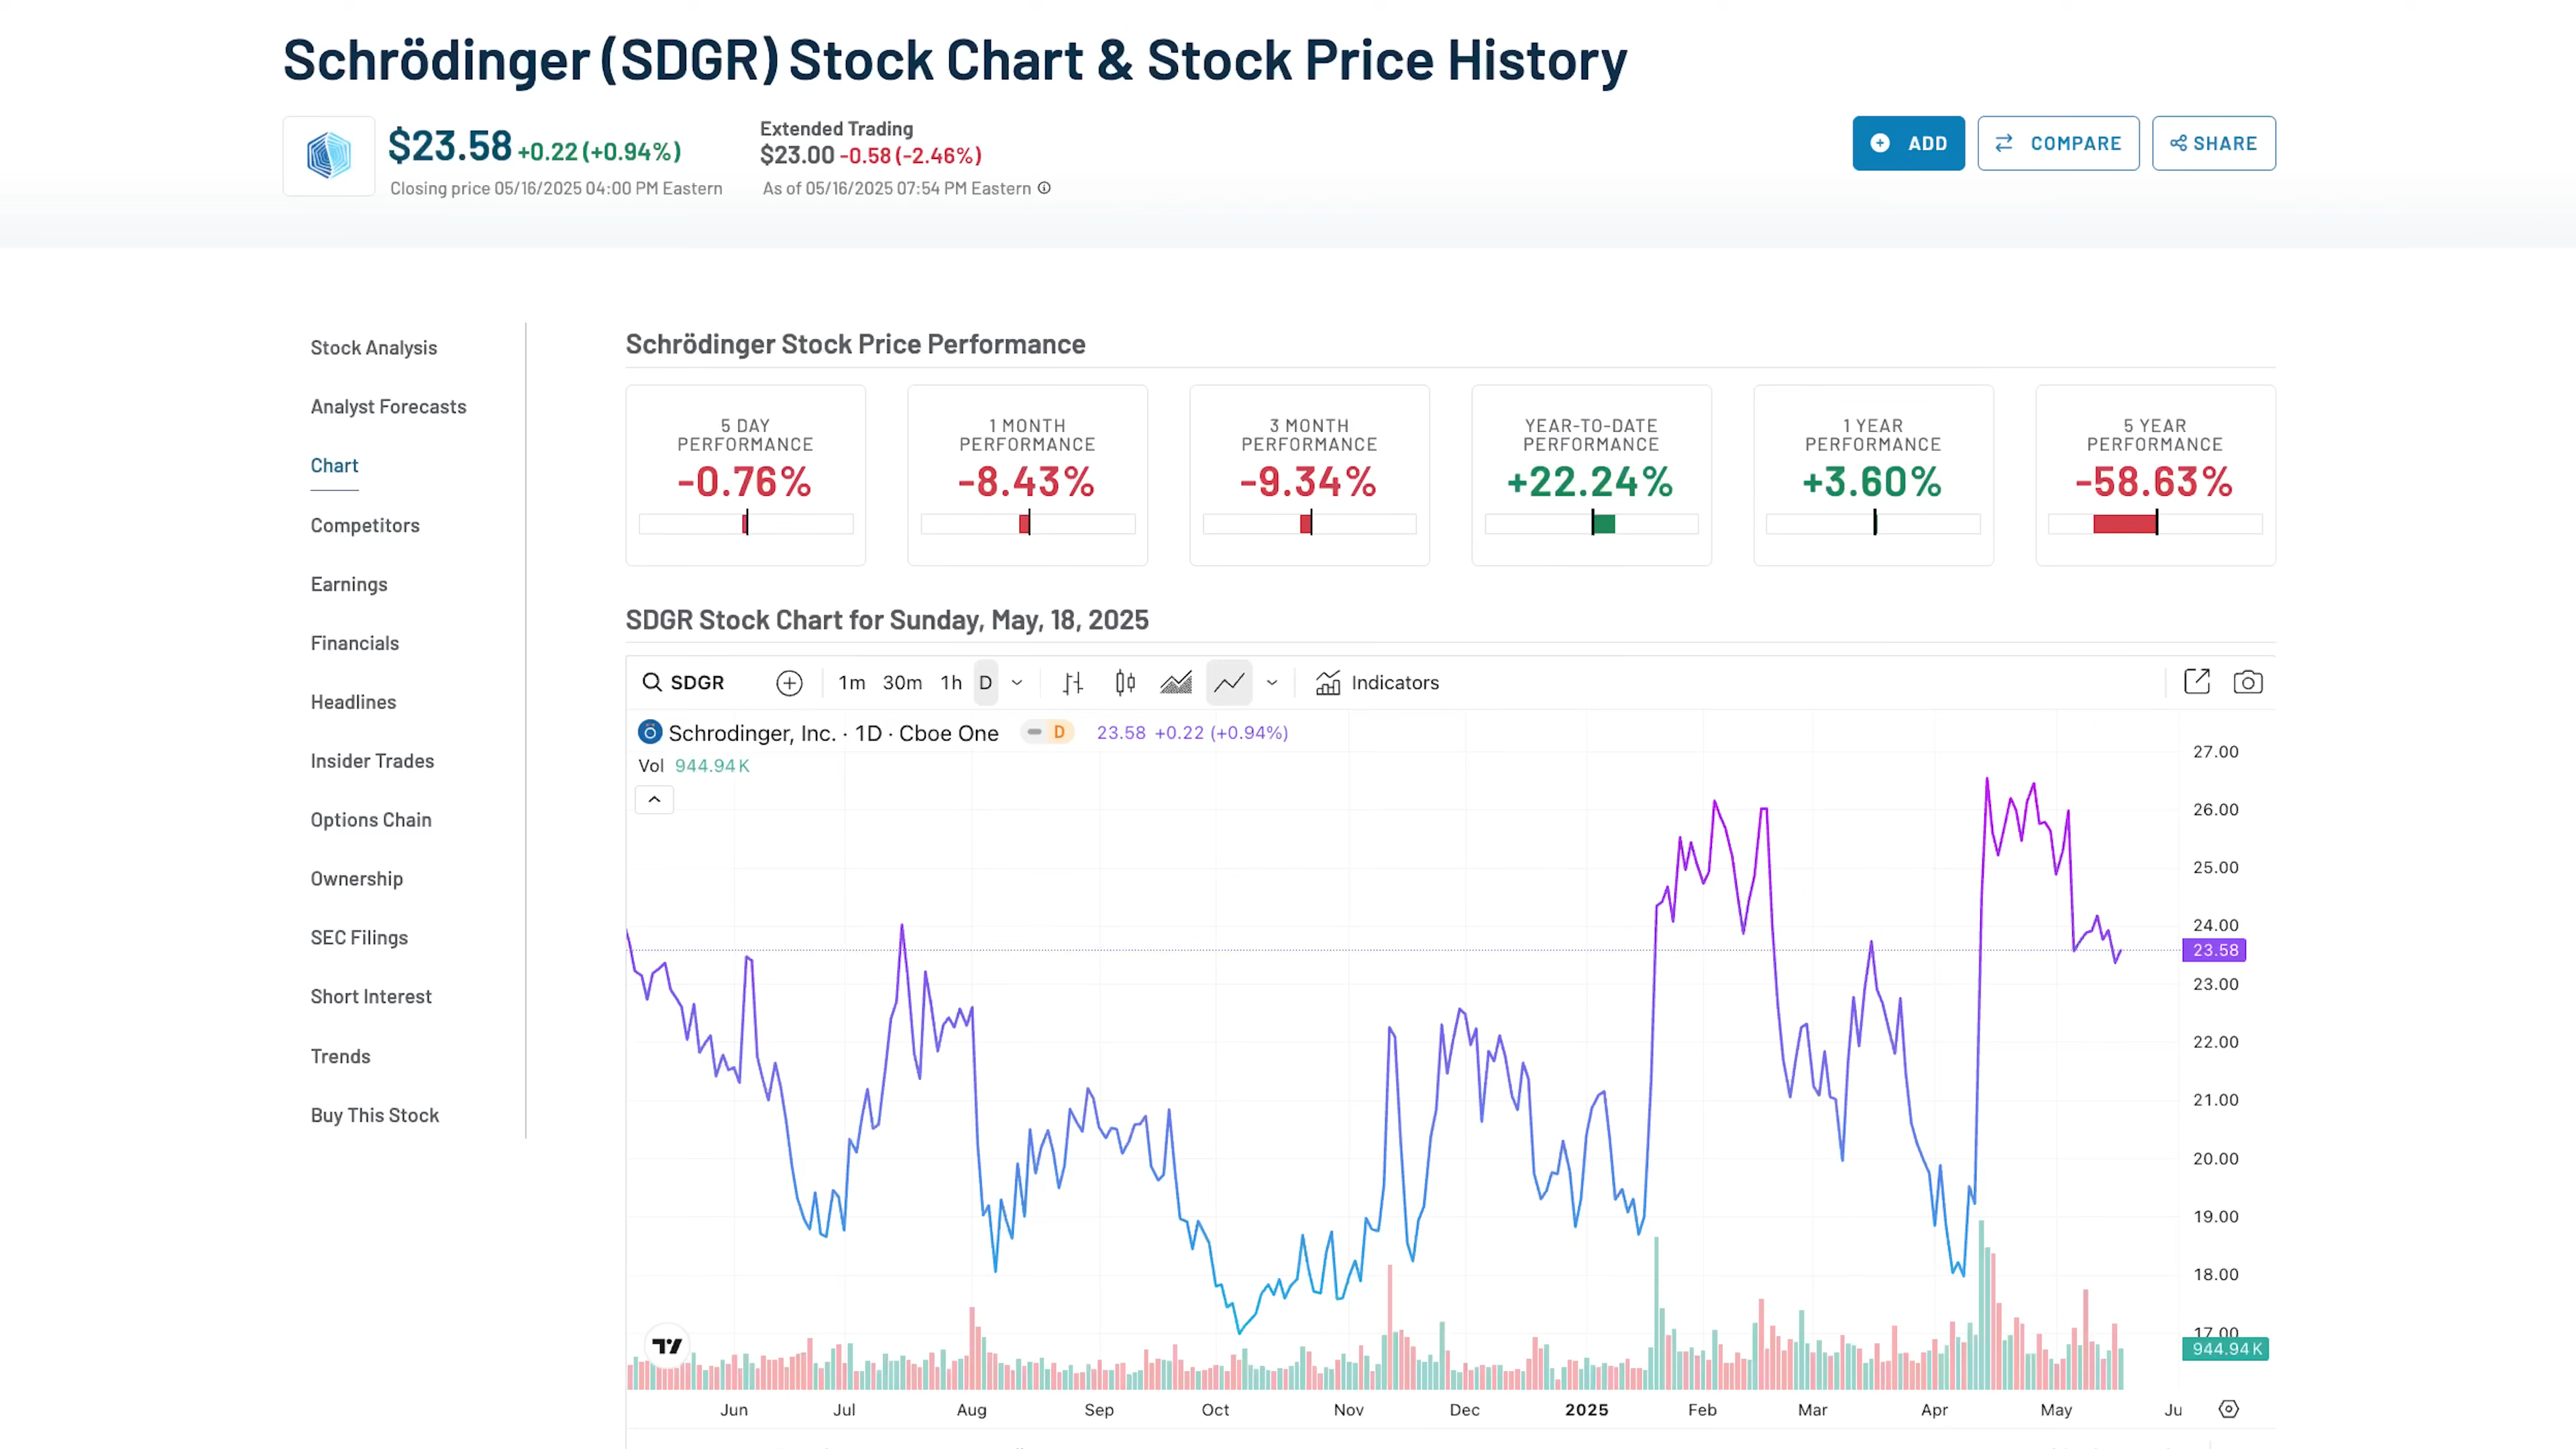 Schrödinger (SDGR) Stock Chart & Stock Price History
$23.58 +0.22 (+0.94%)
Closing price 05/16/2025 04:00 PM Eastern
Extended Trading
$23.00 -0.58 (-2.46%)
As of 05/16/2025 07:54 PM Eastern
ADD
COMPARE
SHARE
Stock Analysis
Analyst Forecasts
Chart
Competitors
Earnings
Financials
Headlines
Insider Trades
Options Chain
Ownership
SEC Filings
Short Interest
Trends
Buy This Stock
Schrödinger Stock Price Performance
5 DAY
PERFORMANCE
-0.76%
1 MONTH
PERFORMANCE
-8.43%
3 MONTH
PERFORMANCE
-9.34%
YEAR-TO-DATE
PERFORMANCE
+22.24%
1 YEAR
PERFORMANCE
+3.60%
5 YEAR
PERFORMANCE
-58.63%
SDGR Stock Chart for Sunday, May, 18, 2025
SDGR 1m 30m 1h D Indicators
Schrodinger, Inc. · 1D · Cboe One D 23.58 +0.22 (+0.94%)
Vol 944.94K
27.00
26.00
25.00
24.00
23.58
23.00
22.00
21.00
20.00
19.00
18.00
17.00
944.94K
Jun Jul Aug Sep Oct Nov Dec 2025 Feb Mar Apr May Ju